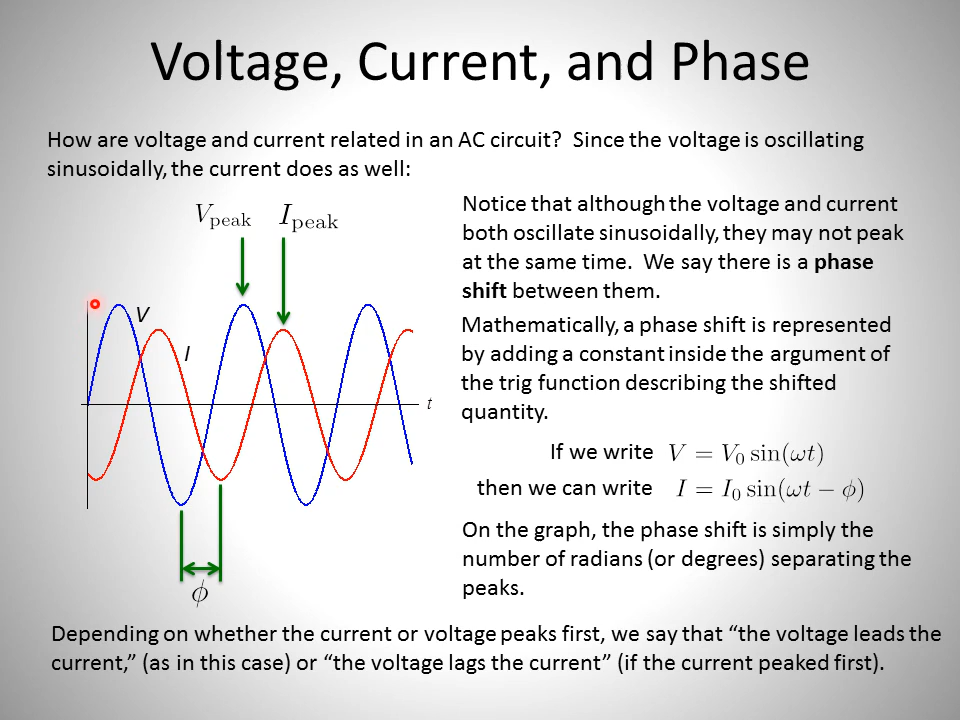 Voltage, Current, and Phase
How are voltage and current related in an AC circuit?  Since the voltage is oscillating
sinusoidally, the current does as well:
V_peak I_peak
V
I
t
ϕ
Notice that although the voltage and current
both oscillate sinusoidally, they may not peak
at the same time.  We say there is a phase
shift between them.
Mathematically, a phase shift is represented
by adding a constant inside the argument of
the trig function describing the shifted
quantity.
If we write V = V₀ sin(ωt)
then we can write I = I₀ sin(ωt − ϕ)
On the graph, the phase shift is simply the
number of radians (or degrees) separating the
peaks.
Depending on whether the current or voltage peaks first, we say that “the voltage leads the
current,” (as in this case) or “the voltage lags the current” (if the current peaked first).